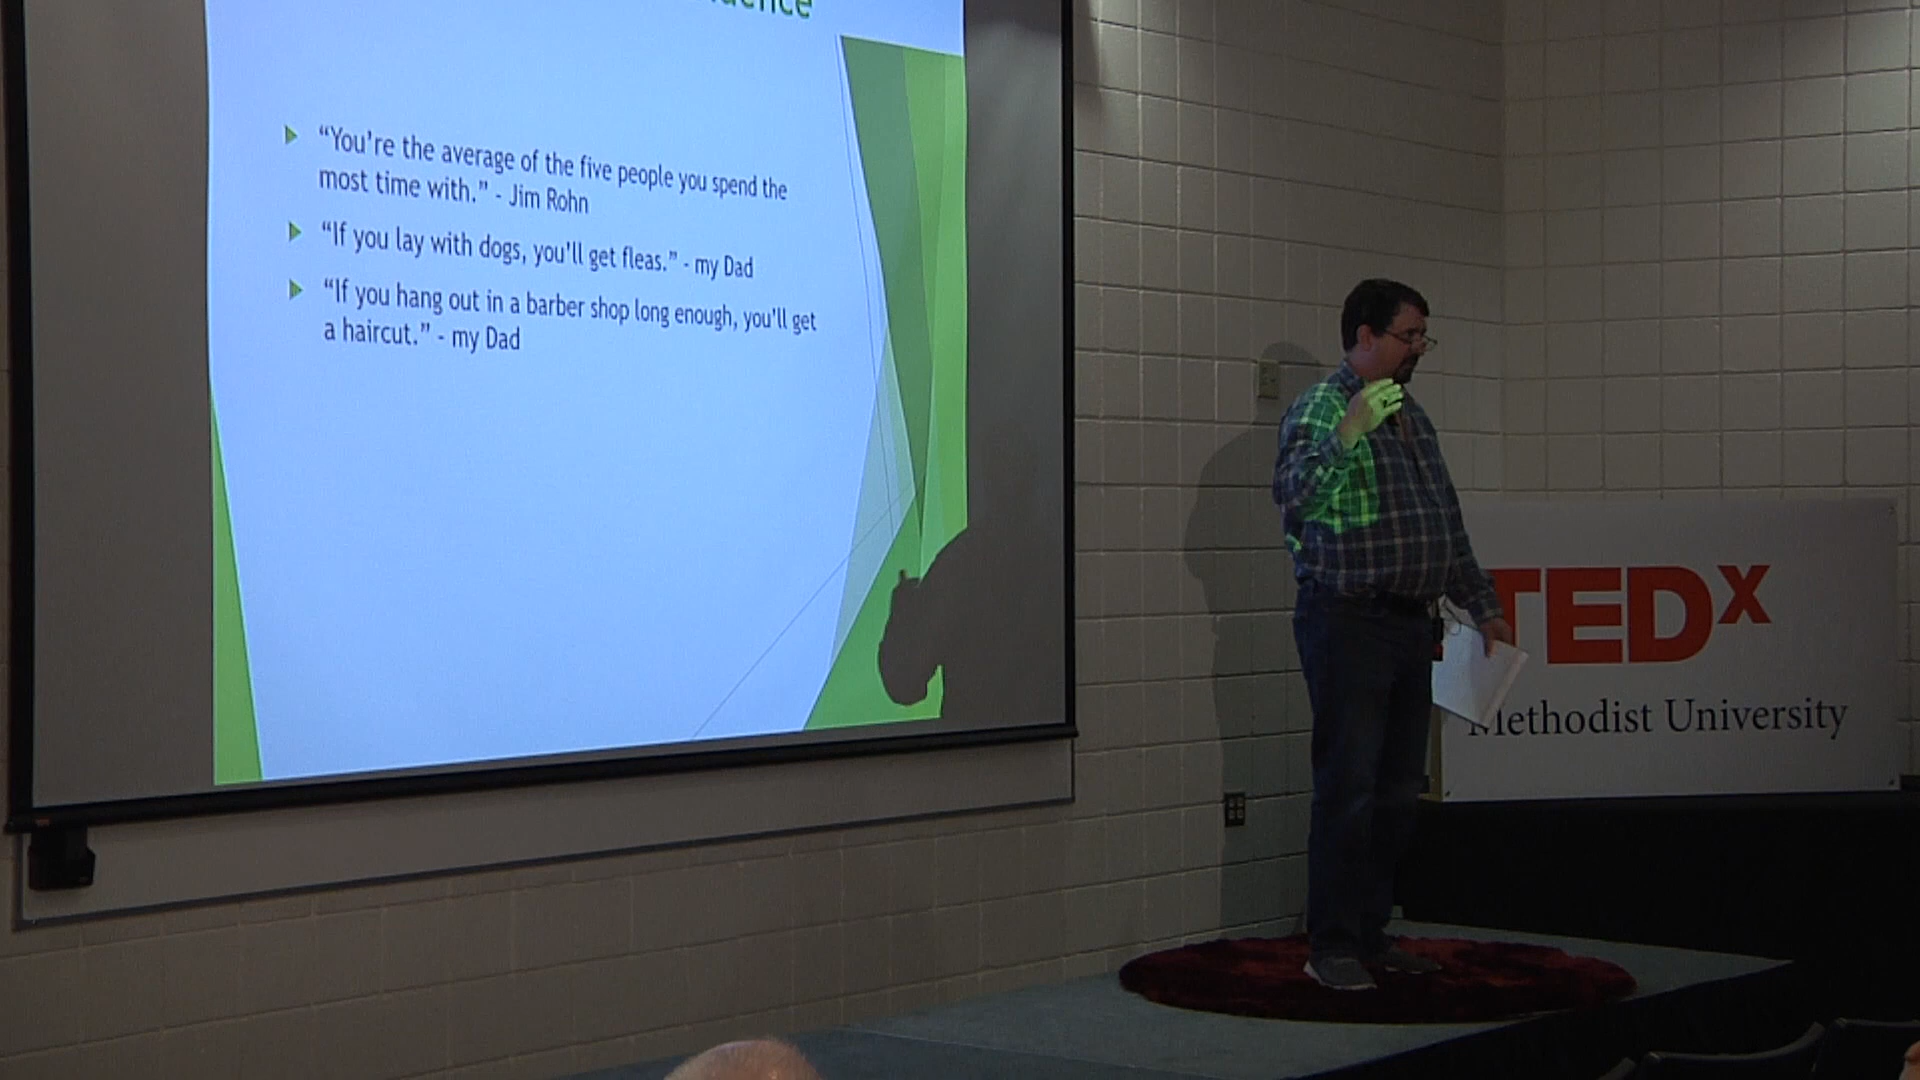 “You’re the average of the five people you spend the
most time with.” - Jim Rohn
“If you lay with dogs, you’ll get fleas.” - my Dad
“If you hang out in a barber shop long enough, you’ll get
a haircut.” - my Dad
TEDx
Methodist University